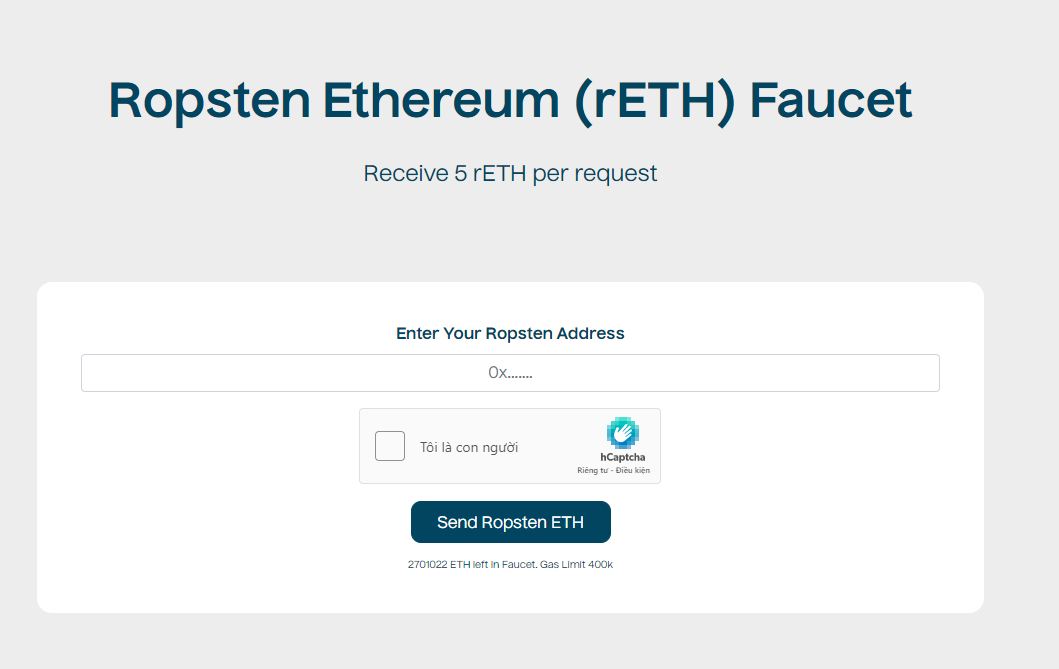 Ropsten Ethereum (rETH) Faucet
Receive 5 rETH per request
Enter Your Ropsten Address
0x.......
Tôi là con người
hCaptcha
Riêng tư - Điều kiện
Send Ropsten ETH
2701022 ETH left in Faucet. Gas Limit 400k